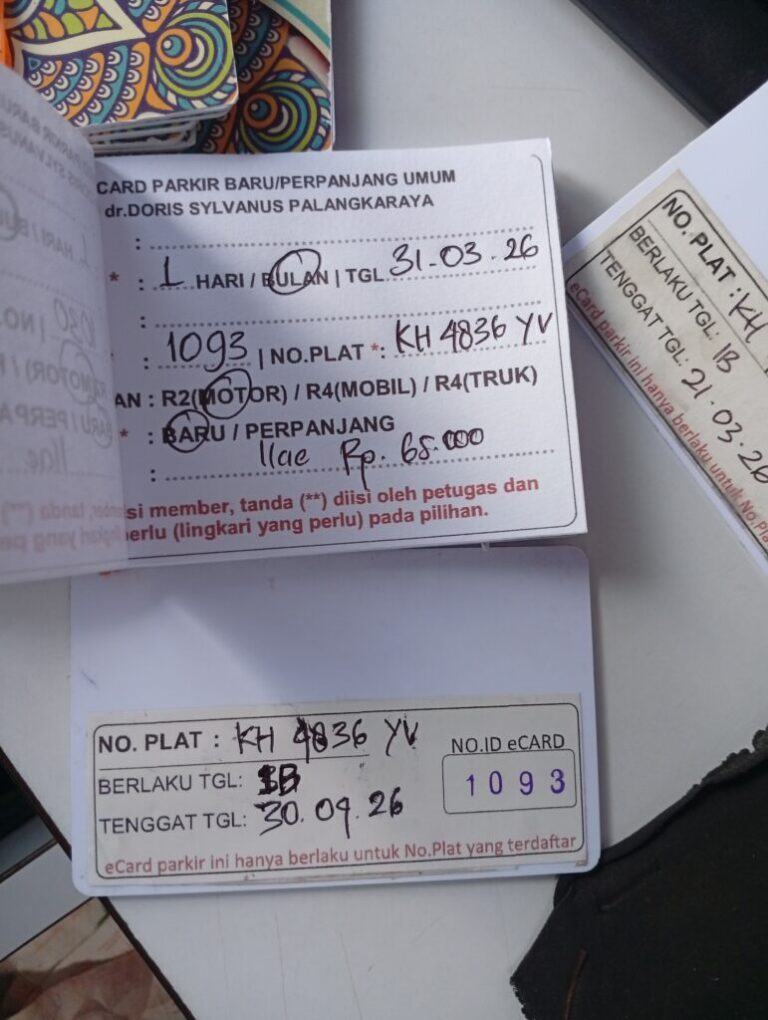 CARD PARKIR BARU/PERPANJANG UMUM
dr.DORIS SYLVANUS PALANGKARAYA
:
* : 1 HARI / BULAN | TGL 31-03.26
:
: 1093 | NO.PLAT *: KH 4836 YV
AN : R2(MOTOR) / R4(MOBIL) / R4(TRUK)
* : BARU / PERPANJANG
: Rp. 65.000
si member, tanda (**) diisi oleh petugas dan
erlu (lingkari yang perlu) pada pilihan.
NO. PLAT : KH 4836 YV
BERLAKU TGL:
TENGGAT TGL: 30.04.26
NO.ID eCARD
1093
eCard parkir ini hanya berlaku untuk No.Plat yang terdaftar
NO. PLAT : KH
BERLAKU TGL: 1B
TENGGAT TGL: 21.03.26
eCard parkir ini hanya berlaku untuk No.Pla